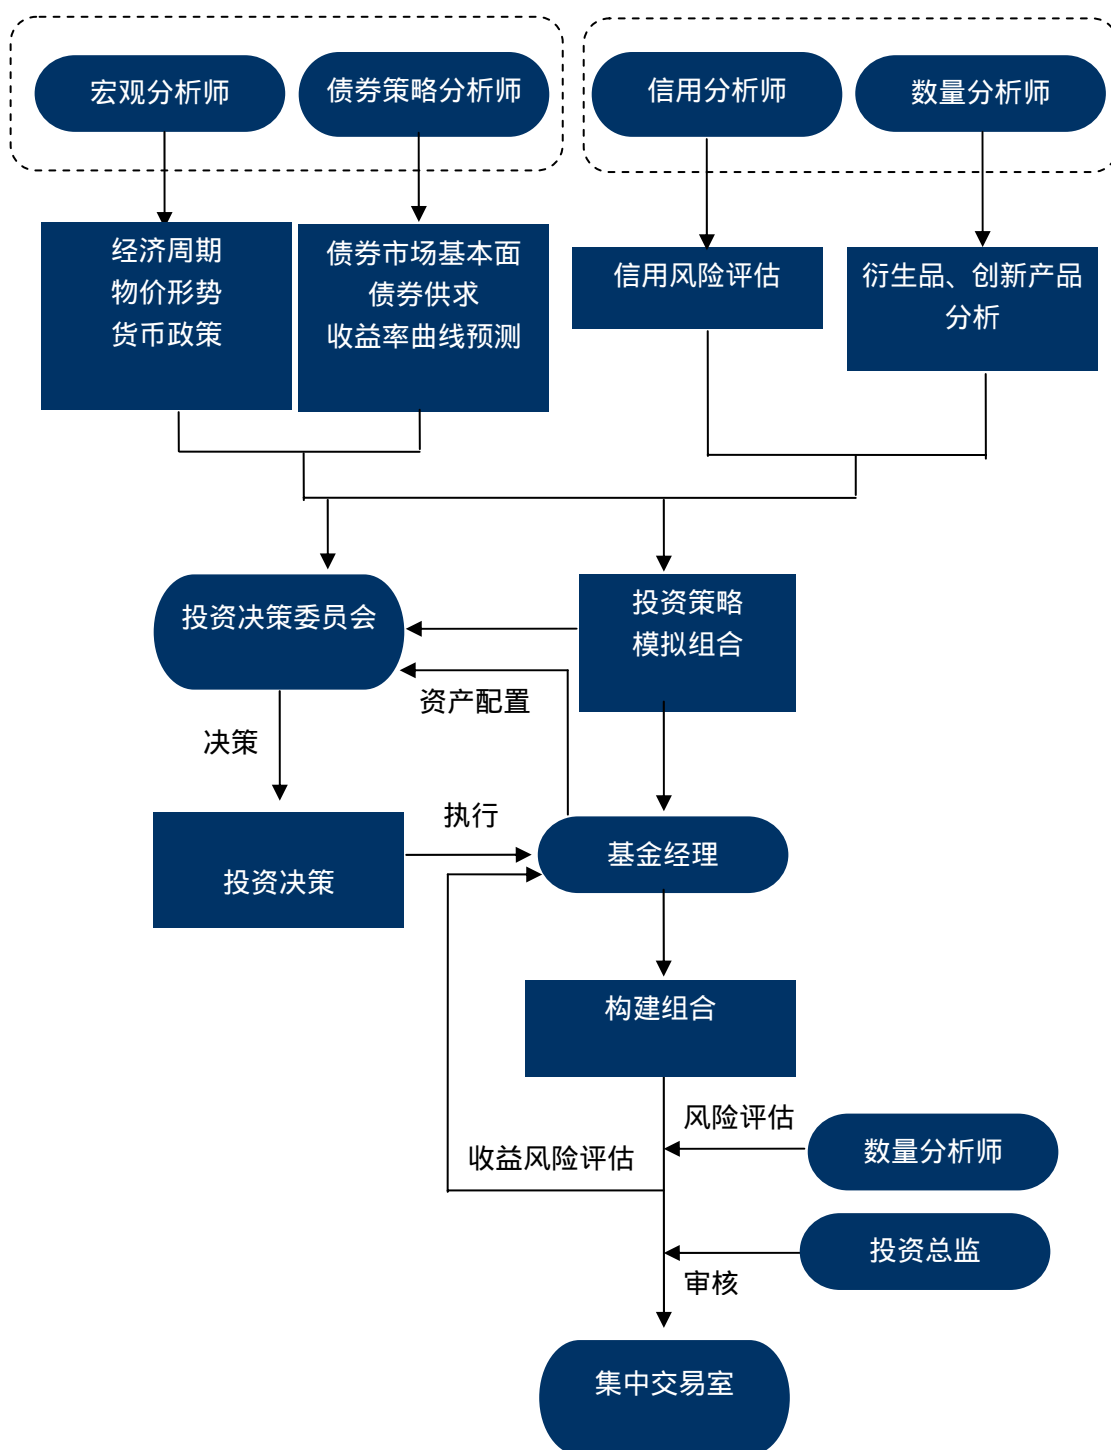 宏观分析师
债券策略分析师
信用分析师
数量分析师
经济周期
物价形势
货币政策
债券市场基本面
债券供求
收益率曲线预测
信用风险评估
衍生品、创新产品
分析
投资决策委员会
投资策略
模拟组合
资产配置
决策
执行
投资决策
基金经理
构建组合
风险评估
数量分析师
收益风险评估
投资总监
审核
集中交易室